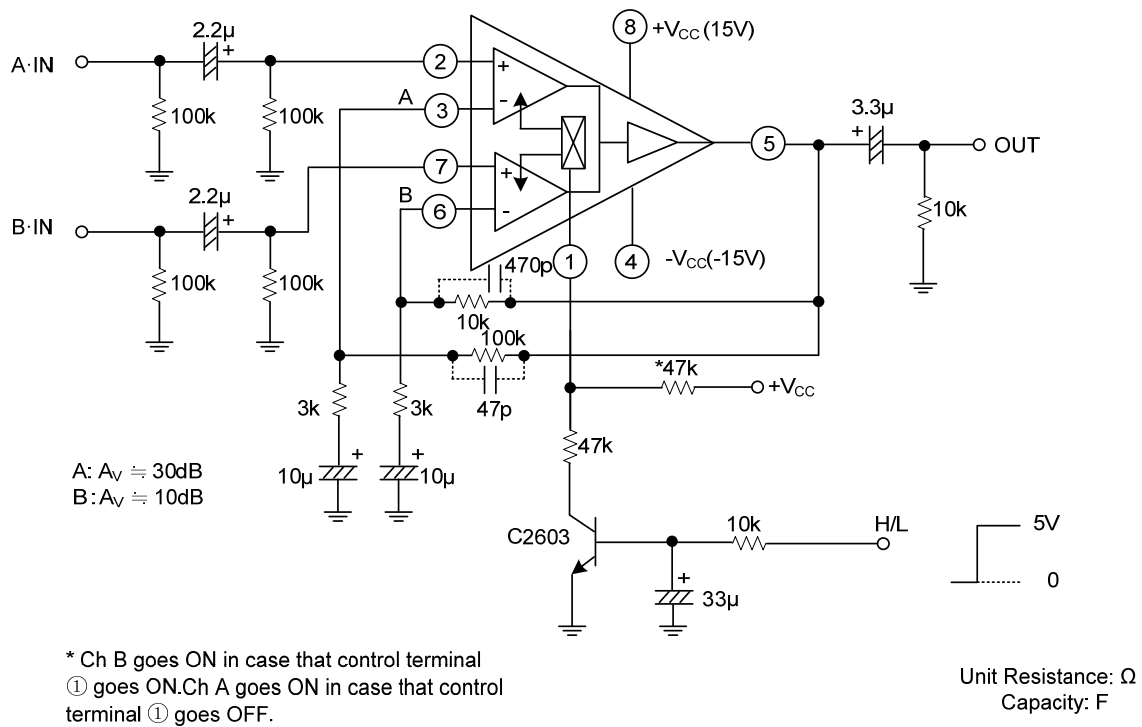 8 +VCC(15V)
2.2µ
+
A·IN
2
+
100k
100k
A
3
-
3.3µ
+
5
OUT
7
+
2.2µ
+
B
6
-
10k
B·IN
1
4
-VCC(-15V)
100k
100k
470p
10k
100k
*47k
+VCC
47p
3k
3k
47k
+
+
10µ
10µ
A: AV ≒ 30dB
B: AV ≒ 10dB
C2603
10k
H/L
5V
0
+
33µ
* Ch B goes ON in case that control terminal
① goes ON.Ch A goes ON in case that control
terminal ① goes OFF.
Unit Resistance: Ω
Capacity: F